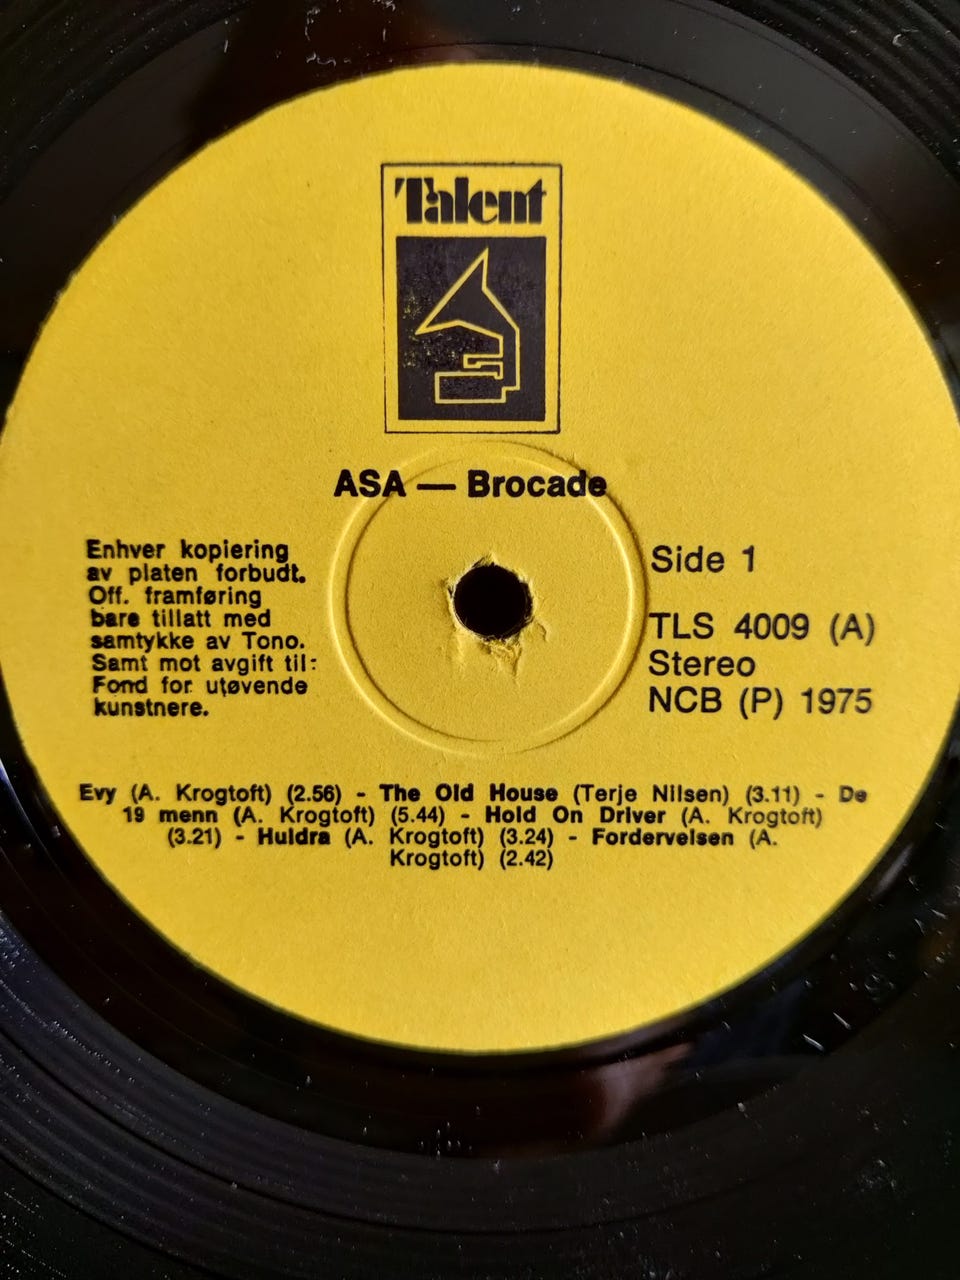 Talent
ASA — Brocade
Enhver kopiering
av platen forbudt.
Off. framføring
bare tillatt med
samtykke av Tono.
Samt mot avgift til:
Fond for utøvende
kunstnere.
Side 1
TLS 4009 (A)
Stereo
NCB (P) 1975
Evy (A. Krogtoft) (2.56) - The Old House (Terje Nilsen) (3.11) - De
19 menn (A. Krogtoft) (5.44) - Hold On Driver (A. Krogtoft)
(3.21) - Huldra (A. Krogtoft) (3.24) - Fordervelsen (A.
Krogtoft) (2.42)